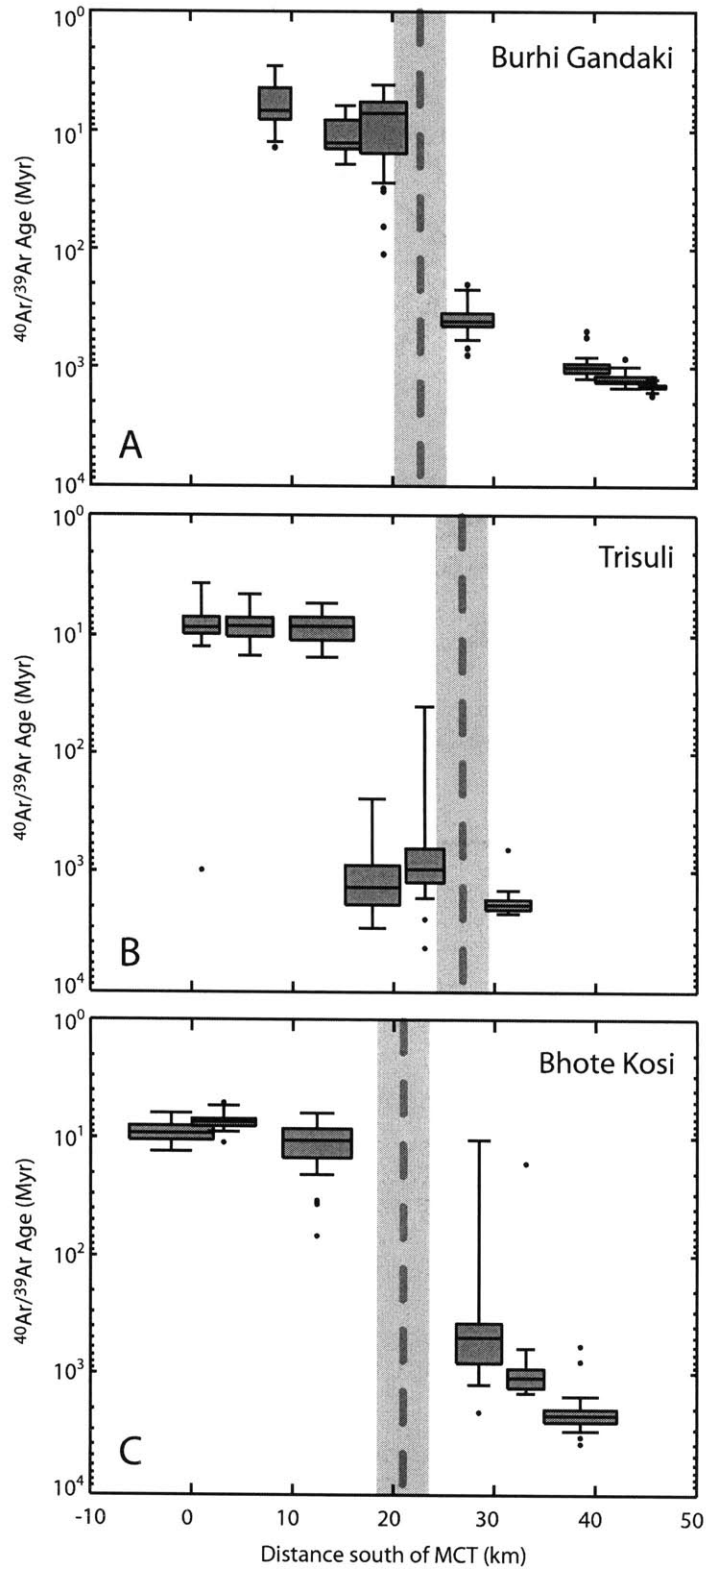 10⁰
Burhi Gandaki
10¹
⁴⁰Ar/³⁹Ar Age (Myr)
10²
10³
A
10⁴
10⁰
Trisuli
10¹
⁴⁰Ar/³⁹Ar Age (Myr)
10²
10³
B
10⁴
10⁰
Bhote Kosi
10¹
⁴⁰Ar/³⁹Ar Age (Myr)
10²
10³
C
10⁴
-10 0 10 20 30 40 50
Distance south of MCT (km)